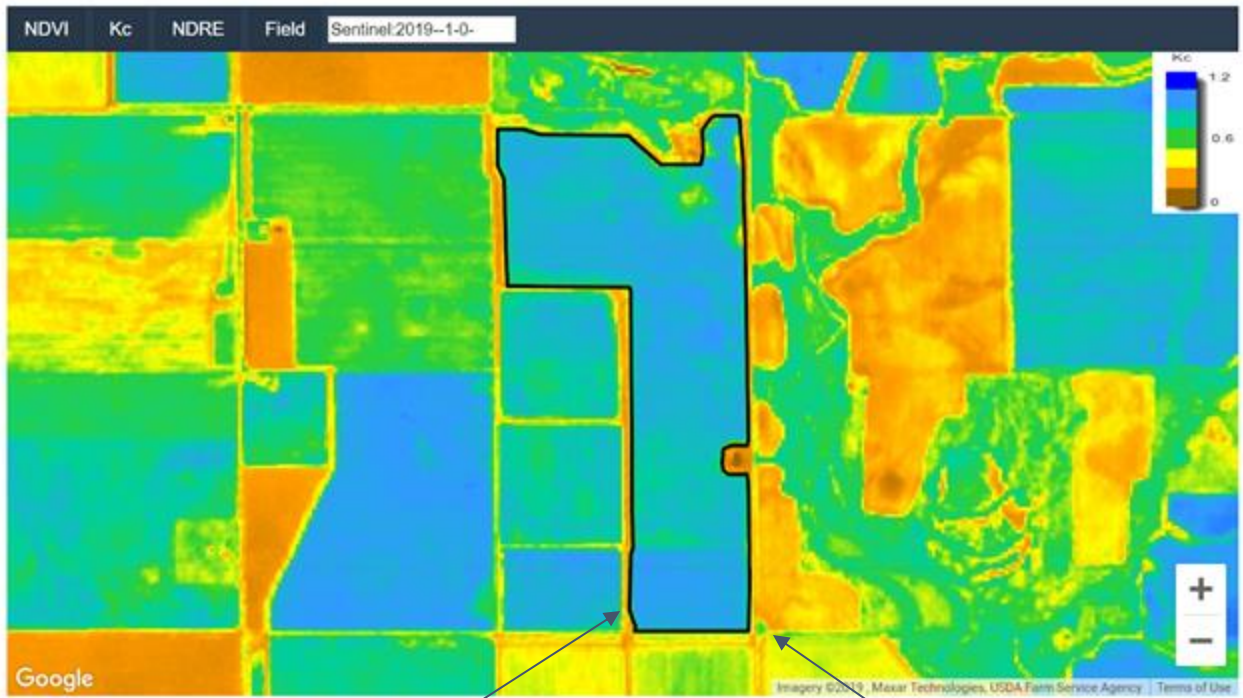 NDVI Kc NDRE Field Sentinel:2019--1-0-
Kc
1.2
0.6
0
+
−
Google
Imagery ©2019 , Maxar Technologies, USDA Farm Service Agency | Terms of Use